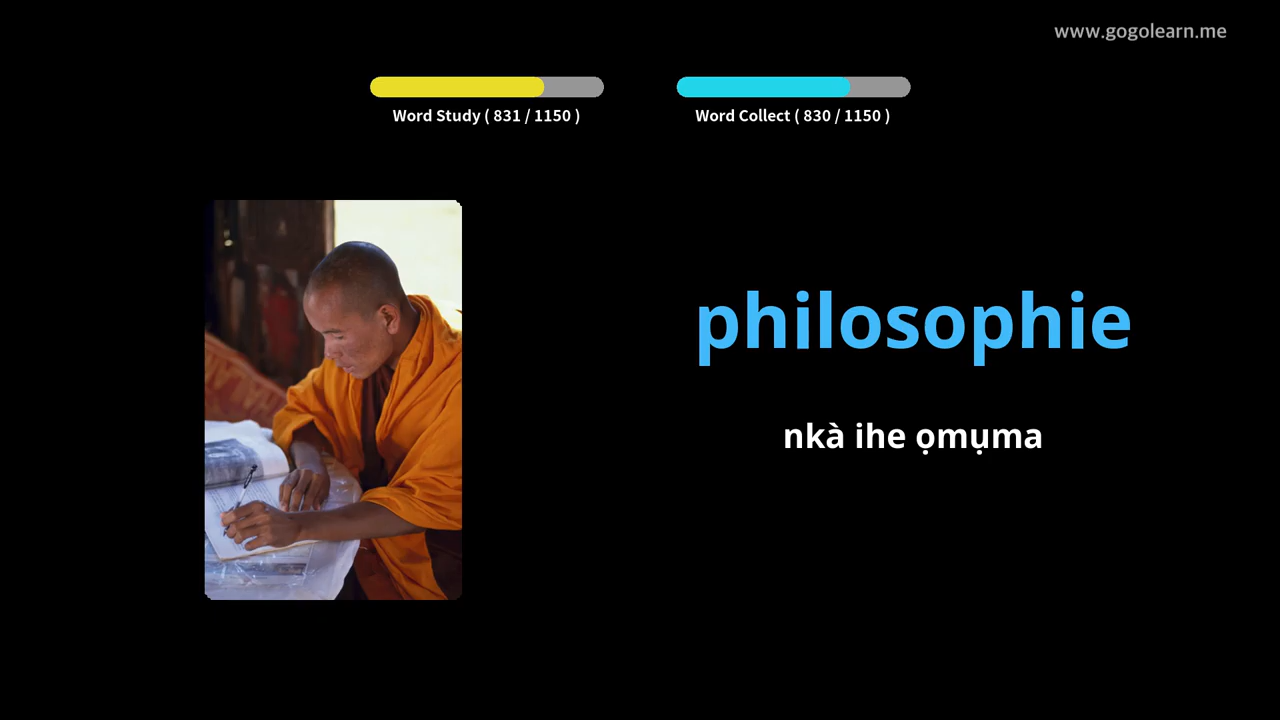 www.gogolearn.me
Word Study ( 831 / 1150 )
Word Collect ( 830 / 1150 )
philosophie
nkà ihe ọmụma